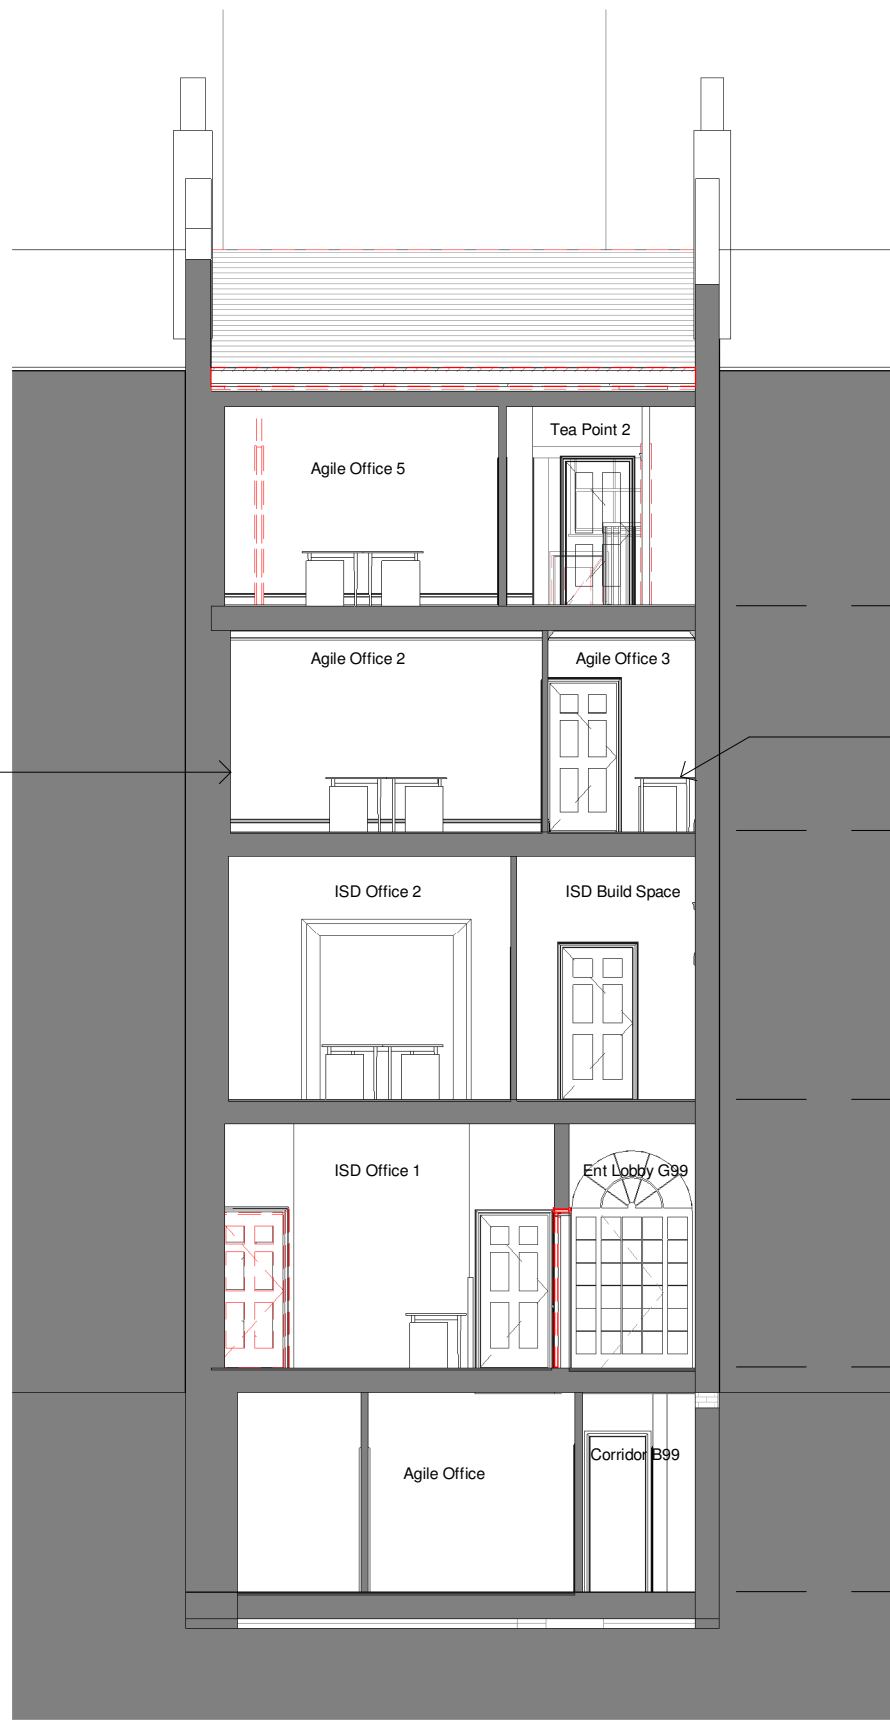 Tea Point 2
Agile Office 5
Agile Office 2
Agile Office 3
ISD Office 2
ISD Build Space
ISD Office 1
Ent Lobby G99
Corridor B99
Agile Office